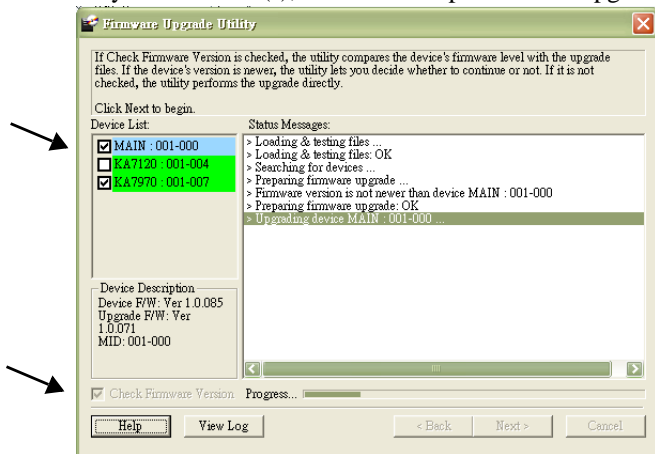 Firmware Upgrade Utility
If Check Firmware Version is checked, the utility compares the device's firmware level with the upgrade
files. If the device's version is newer, the utility lets you decide whether to continue or not. If it is not
checked, the utility performs the upgrade directly.
Click Next to begin.
Device List:
MAIN : 001-000
KA7120 : 001-004
KA7970 : 001-007
Status Messages:
> Loading & testing files ...
> Loading & testing files: OK
> Searching for devices ...
> Preparing firmware upgrade ...
> Firmware version is not newer than device MAIN : 001-000
> Preparing firmware upgrade: OK
> Upgrading device MAIN : 001-000 ...
Device Description
Device F/W: Ver 1.0.085
Upgrade F/W: Ver
1.0.071
MID: 001-000
Check Firmware Version Progress...
Help View Log < Back Next > Cancel